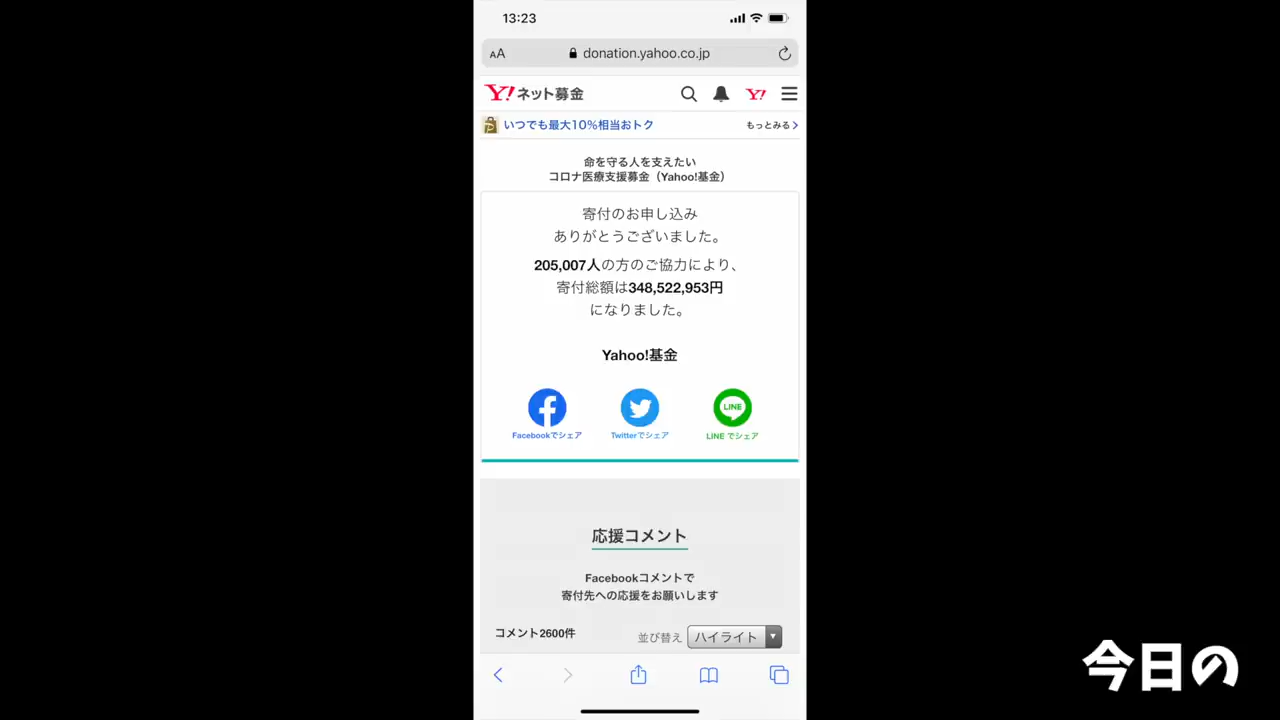 13:23
AA donation.yahoo.co.jp
Y!ネット募金 Y!
いつでも最大10%相当おトク もっとみる
命を守る人を支えたい
コロナ医療支援募金（Yahoo!基金）
寄付のお申し込み
ありがとうございました。
205,007人の方のご協力により、
寄付総額は348,522,953円
になりました。
Yahoo!基金
LINE
Facebookでシェア Twitterでシェア LINE でシェア
応援コメント
Facebookコメントで
寄付先への応援をお願いします
コメント2600件 並び替え ハイライト
今日の